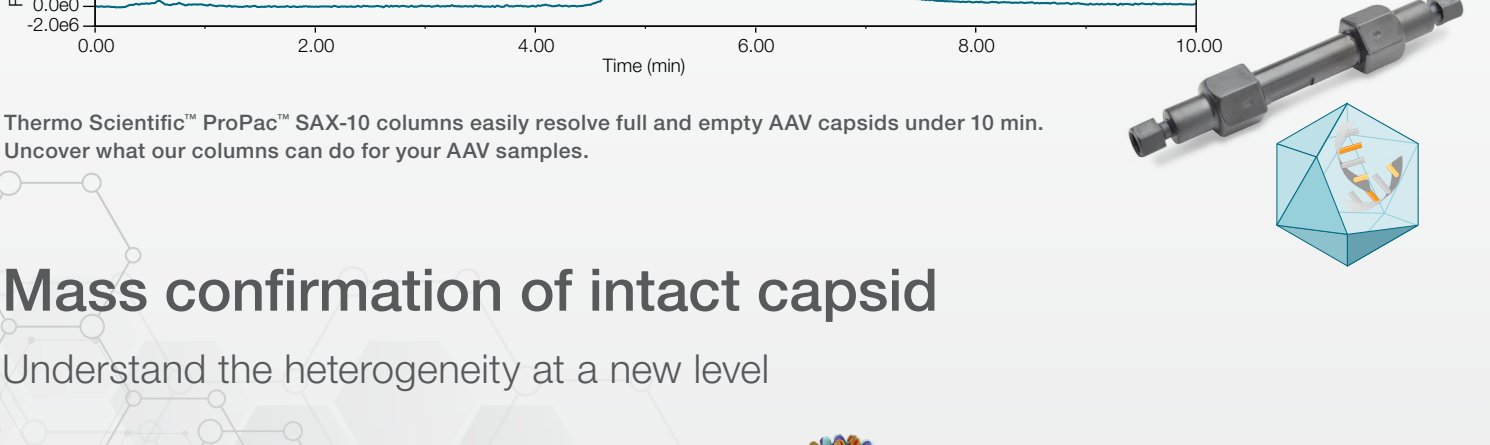 0.0e0
-2.0e6
0.00 2.00 4.00 6.00 8.00 10.00
Time (min)
Thermo Scientific™ ProPac™ SAX-10 columns easily resolve full and empty AAV capsids under 10 min.
Uncover what our columns can do for your AAV samples.
Mass confirmation of intact capsid
Understand the heterogeneity at a new level